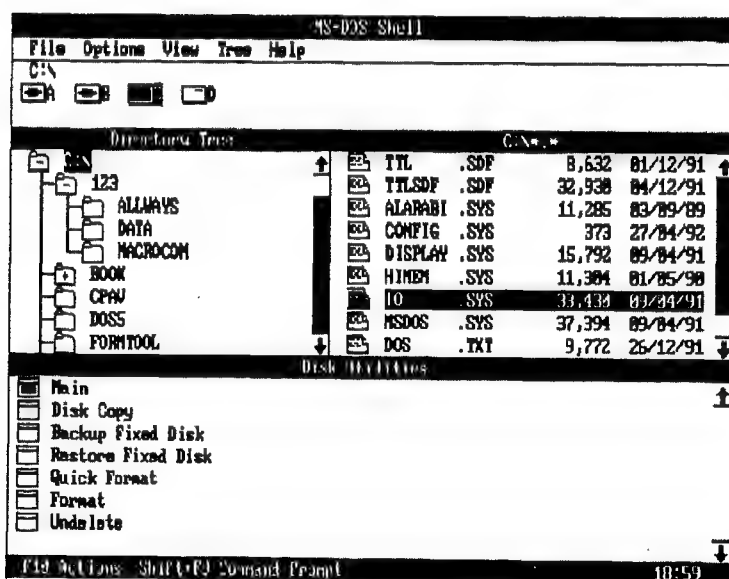 MS-DOS Shell
File Options View Tree Help
C:\
A B D
Directory Tree
C:\
123
ALLWAYS
DATA
MACROCOM
BOOK
CPAV
DOS5
FORMTOOL
C:\*.*
TTL .SDF 8,632 01/12/91
TTLSDF .SDF 32,930 04/12/91
ALARABI .SYS 11,285 03/09/89
CONFIG .SYS 373 27/04/92
DISPLAY .SYS 15,792 09/04/91
HIMEM .SYS 11,304 01/05/90
IO .SYS 33,430 09/04/91
MSDOS .SYS 37,394 09/04/91
DOS .TXT 9,772 26/12/91
Disk Utilities
Main
Disk Copy
Backup Fixed Disk
Restore Fixed Disk
Quick Format
Format
Undelete
F10 Actions Shift+F9 Command Prompt 18:59